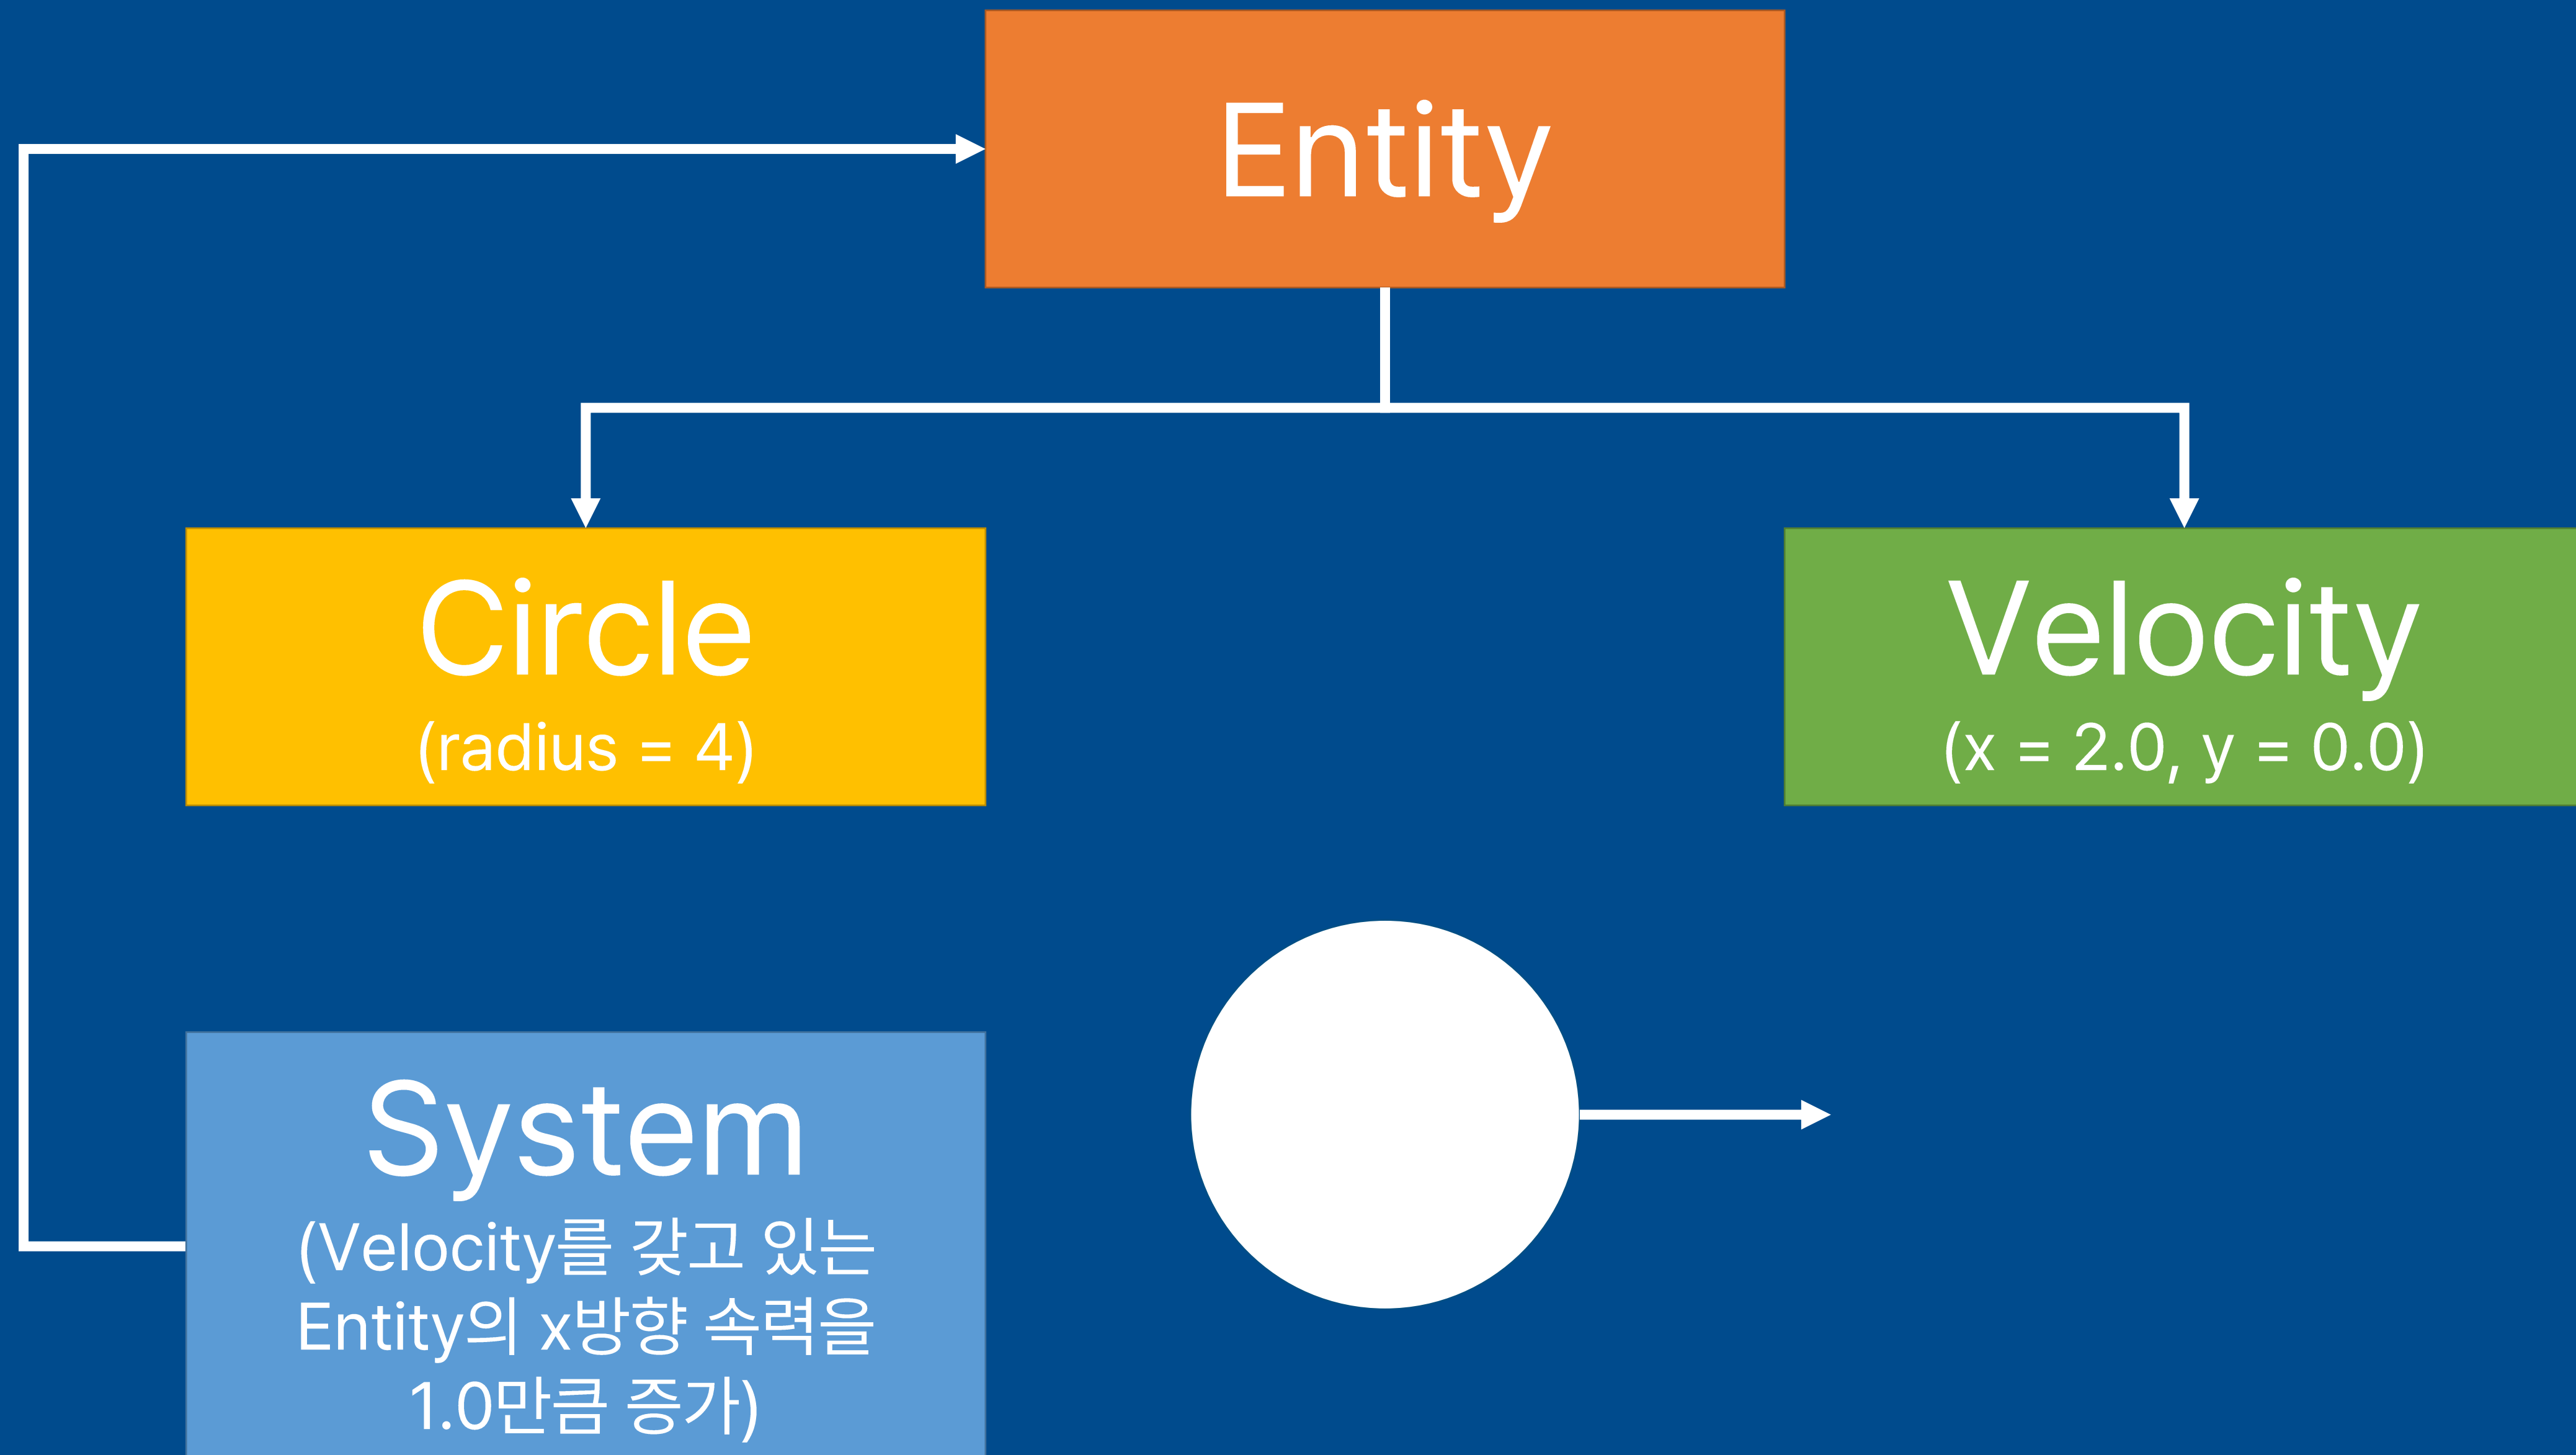 Entity
Circle
(radius = 4)
Velocity
(x = 2.0, y = 0.0)
System
(Velocity를 갖고 있는
Entity의 x방향 속력을
1.0만큼 증가)